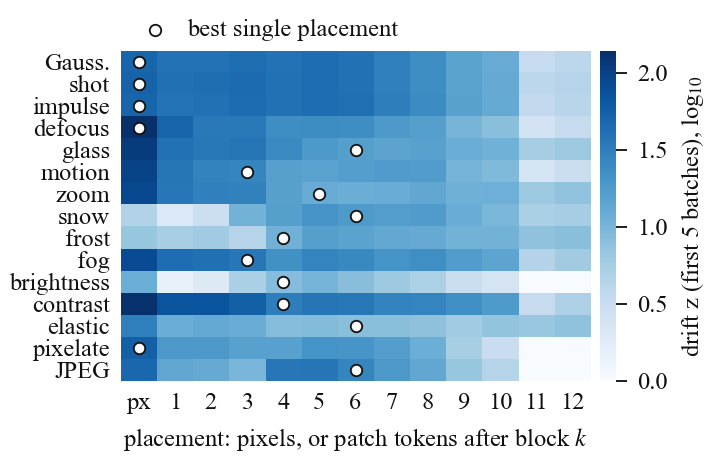 best single placement
Gauss.
shot
impulse
defocus
glass
motion
zoom
snow
frost
fog
brightness
contrast
elastic
pixelate
JPEG
px 1 2 3 4 5 6 7 8 9 10 11 12
placement: pixels, or patch tokens after block k
2.0
1.5
1.0
0.5
0.0
drift z (first 5 batches), log₁₀